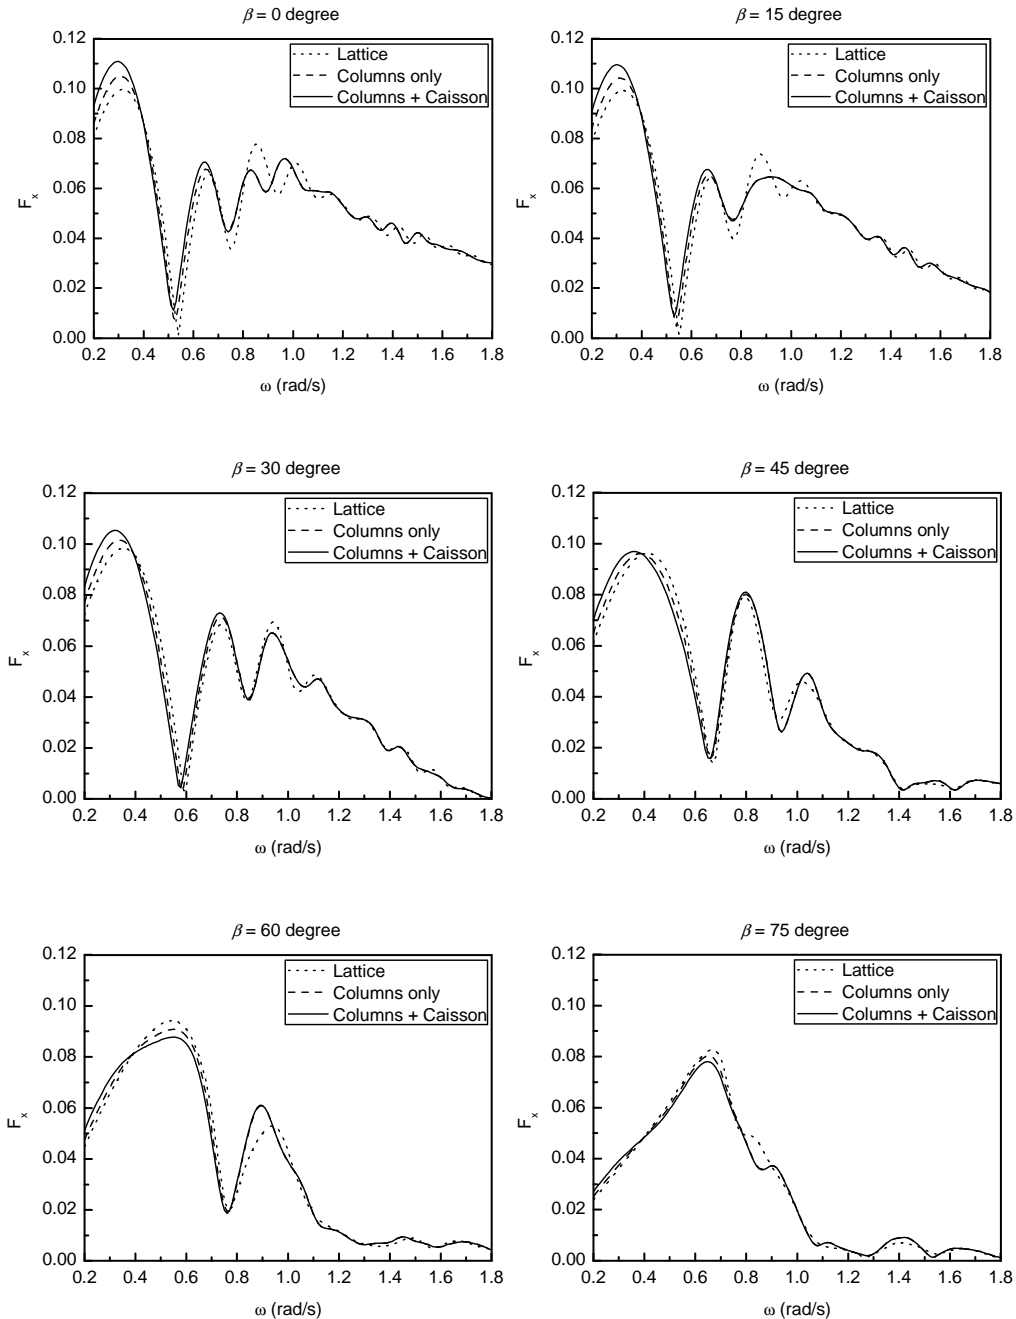 β = 0 degree
0.12
0.10
0.08
0.06
0.04
0.02
0.00
F_x
Lattice
Columns only
Columns + Caisson
0.2 0.4 0.6 0.8 1.0 1.2 1.4 1.6 1.8
ω (rad/s)
β = 15 degree
0.12
0.10
0.08
0.06
0.04
0.02
0.00
F_x
Lattice
Columns only
Columns + Caisson
0.2 0.4 0.6 0.8 1.0 1.2 1.4 1.6 1.8
ω (rad/s)
β = 30 degree
0.12
0.10
0.08
0.06
0.04
0.02
0.00
F_x
Lattice
Columns only
Columns + Caisson
0.2 0.4 0.6 0.8 1.0 1.2 1.4 1.6 1.8
ω (rad/s)
β = 45 degree
0.12
0.10
0.08
0.06
0.04
0.02
0.00
F_x
Lattice
Columns only
Columns + Caisson
0.2 0.4 0.6 0.8 1.0 1.2 1.4 1.6 1.8
ω (rad/s)
β = 60 degree
0.12
0.10
0.08
0.06
0.04
0.02
0.00
F_x
Lattice
Columns only
Columns + Caisson
0.2 0.4 0.6 0.8 1.0 1.2 1.4 1.6 1.8
ω (rad/s)
β = 75 degree
0.12
0.10
0.08
0.06
0.04
0.02
0.00
F_x
Lattice
Columns only
Columns + Caisson
0.2 0.4 0.6 0.8 1.0 1.2 1.4 1.6 1.8
ω (rad/s)